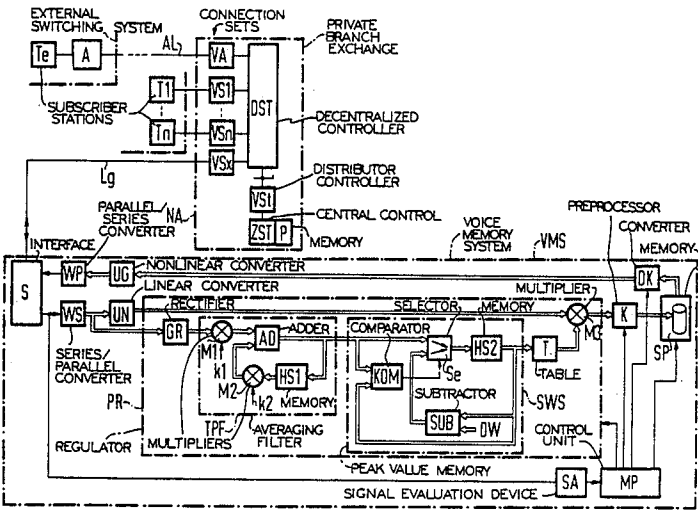 EXTERNAL SWITCHING SYSTEM
CONNECTION SETS
PRIVATE BRANCH EXCHANGE
Te
A
AL
VA
SUBSCRIBER STATIONS
T1
VS1
DST
Tn
VSn
DECENTRALIZED CONTROLLER
VSx
Lg
DISTRIBUTOR CONTROLLER
VSt
PARALLEL SERIES CONVERTER
NA
CENTRAL CONTROL
ZST
P
MEMORY
PREPROCESSOR
CONVERTER
MEMORY
INTERFACE
VOICE MEMORY SYSTEM
VMS
WP
UG
NONLINEAR CONVERTER
DK
S
LINEAR CONVERTER
MULTIPLIER
WS
UN
RECTIFIER
SELECTOR
MEMORY
K
M3
SP
GR
COMPARATOR
ADDER
M1
AD
HS2
T
k1
KOM
Se
TABLE
M2
k2
HS1
MEMORY
SUBTRACTOR
SERIES/ PARALLEL CONVERTER
SUB
DW
SWS
PR
TPF
MULTIPLIERS
AVERAGING FILTER
REGULATOR
CONTROL UNIT
PEAK VALUE MEMORY
SA
MP
SIGNAL EVALUATION DEVICE